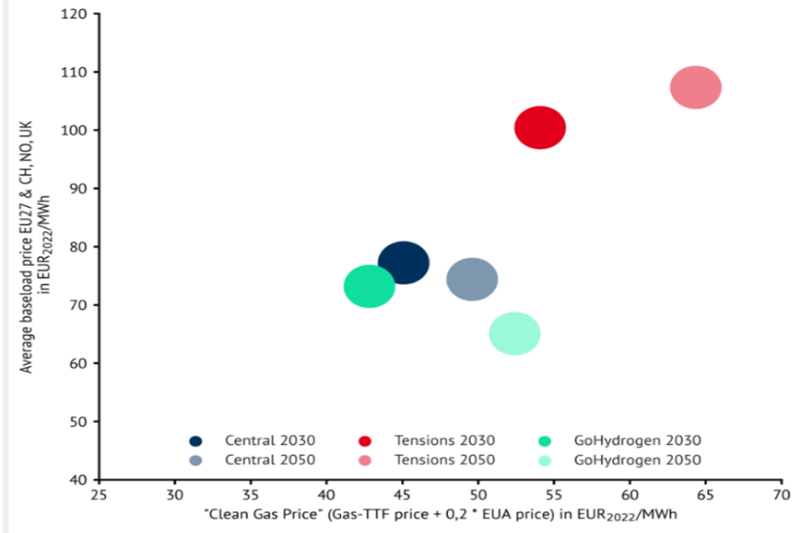 120
110
100
90
80
70
60
50
40
Average baseload price EU27 & CH, NO, UK
in EUR2022/MWh
Central 2030 Tensions 2030 GoHydrogen 2030
Central 2050 Tensions 2050 GoHydrogen 2050
25 30 35 40 45 50 55 60 65 70
"Clean Gas Price" (Gas-TTF price + 0,2 * EUA price) in EUR2022/MWh